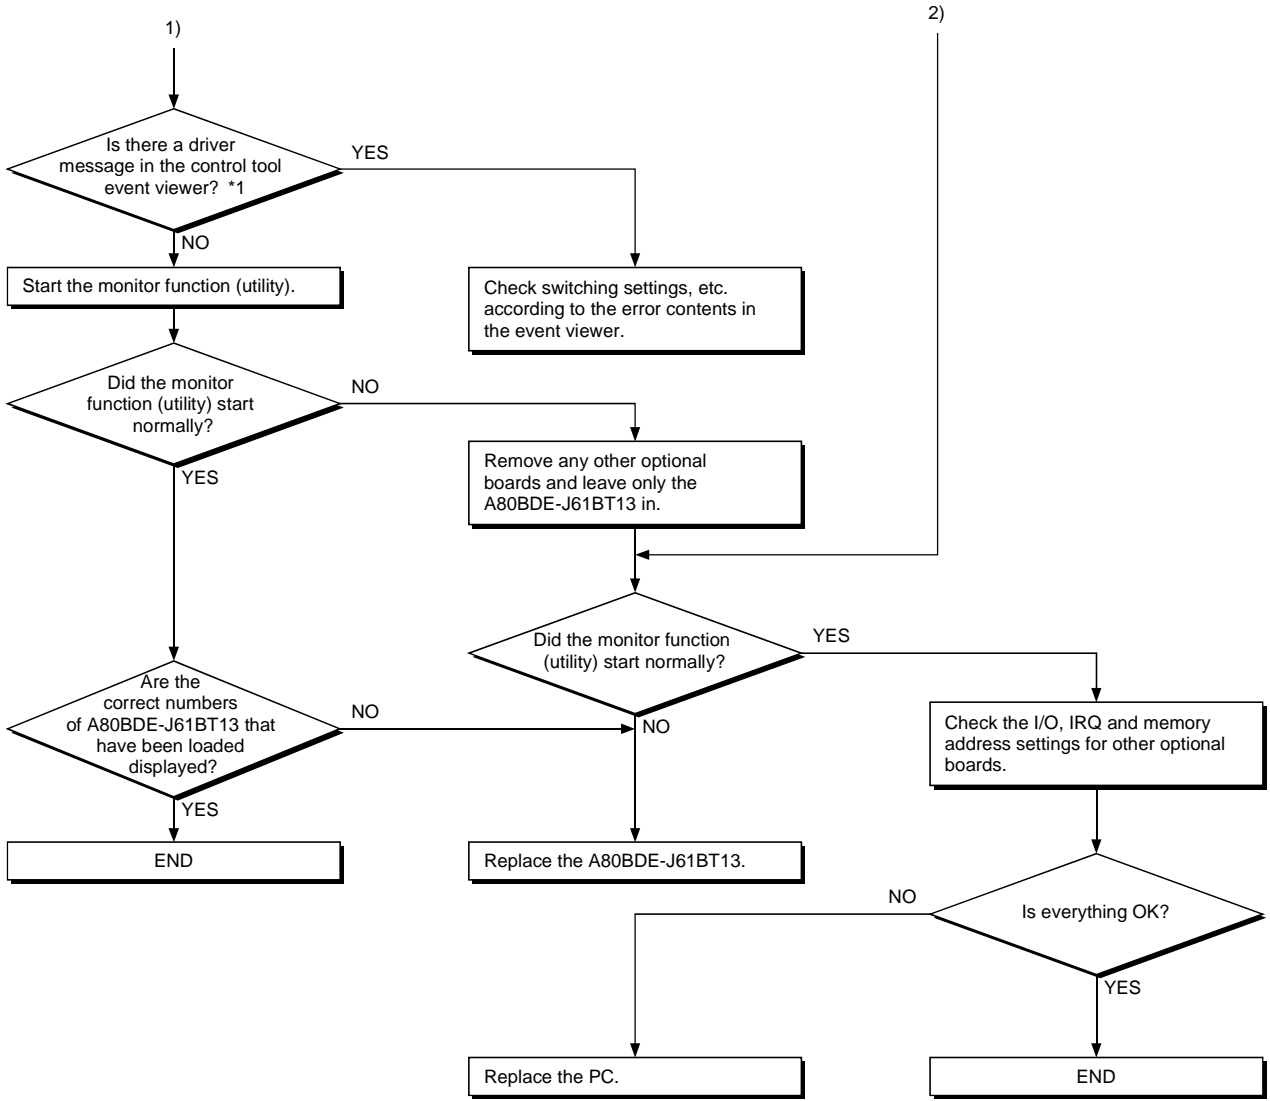 1)
2)
Is there a driver
message in the control tool
event viewer? *1
YES
NO
Start the monitor function (utility).
Check switching settings, etc.
according to the error contents in
the event viewer.
Did the monitor
function (utility) start
normally?
NO
YES
Remove any other optional
boards and leave only the
A80BDE-J61BT13 in.
Did the monitor function
(utility) start normally?
YES
NO
Are the
correct numbers
of A80BDE-J61BT13 that
have been loaded
displayed?
NO
YES
Check the I/O, IRQ and memory
address settings for other optional
boards.
END
Replace the A80BDE-J61BT13.
Is everything OK?
NO
YES
Replace the PC.
END